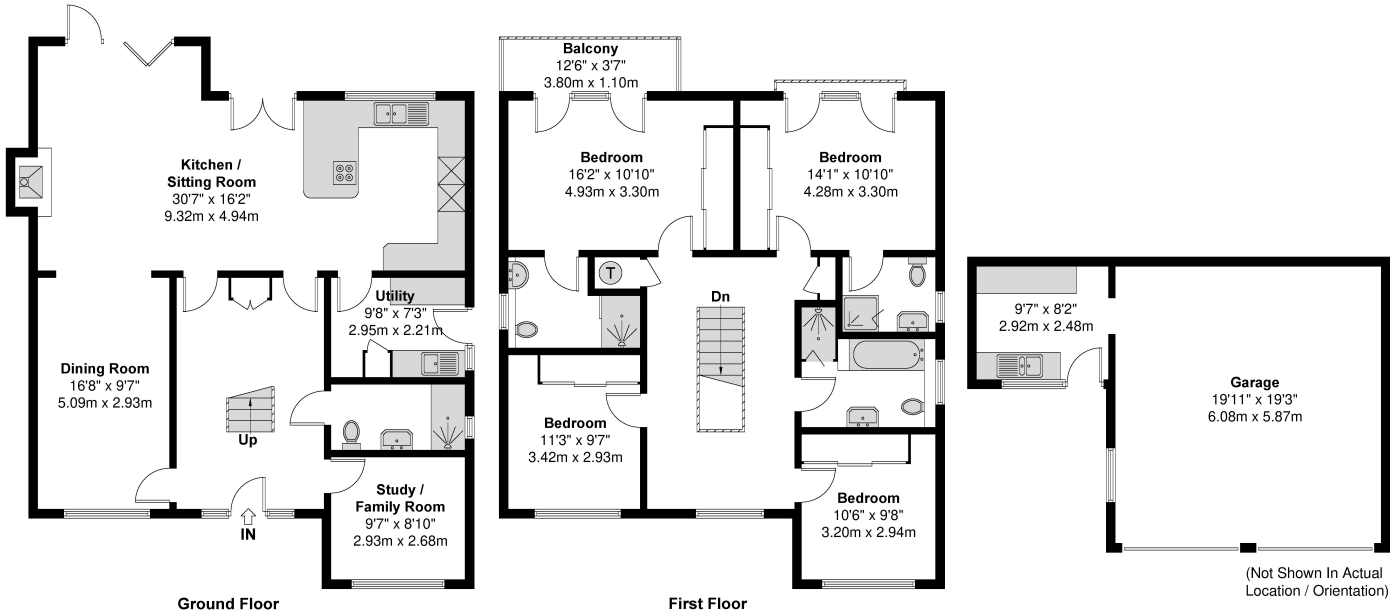 Kitchen /
Sitting Room
30'7" x 16'2"
9.32m x 4.94m
Utility
9'8" x 7'3"
2.95m x 2.21m
Dining Room
16'8" x 9'7"
5.09m x 2.93m
Up
Study /
Family Room
9'7" x 8'10"
2.93m x 2.68m
IN
Ground Floor
Balcony
12'6" x 3'7"
3.80m x 1.10m
Bedroom
16'2" x 10'10"
4.93m x 3.30m
Bedroom
14'1" x 10'10"
4.28m x 3.30m
T
Dn
Bedroom
11'3" x 9'7"
3.42m x 2.93m
Bedroom
10'6" x 9'8"
3.20m x 2.94m
First Floor
9'7" x 8'2"
2.92m x 2.48m
Garage
19'11" x 19'3"
6.08m x 5.87m
(Not Shown In Actual
Location / Orientation)